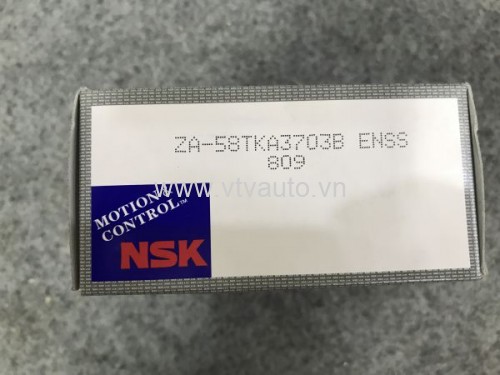 ZA-58TKA3703B ENSS
809
www.vtvauto.vn
MOTION &
CONTROL™
NSK